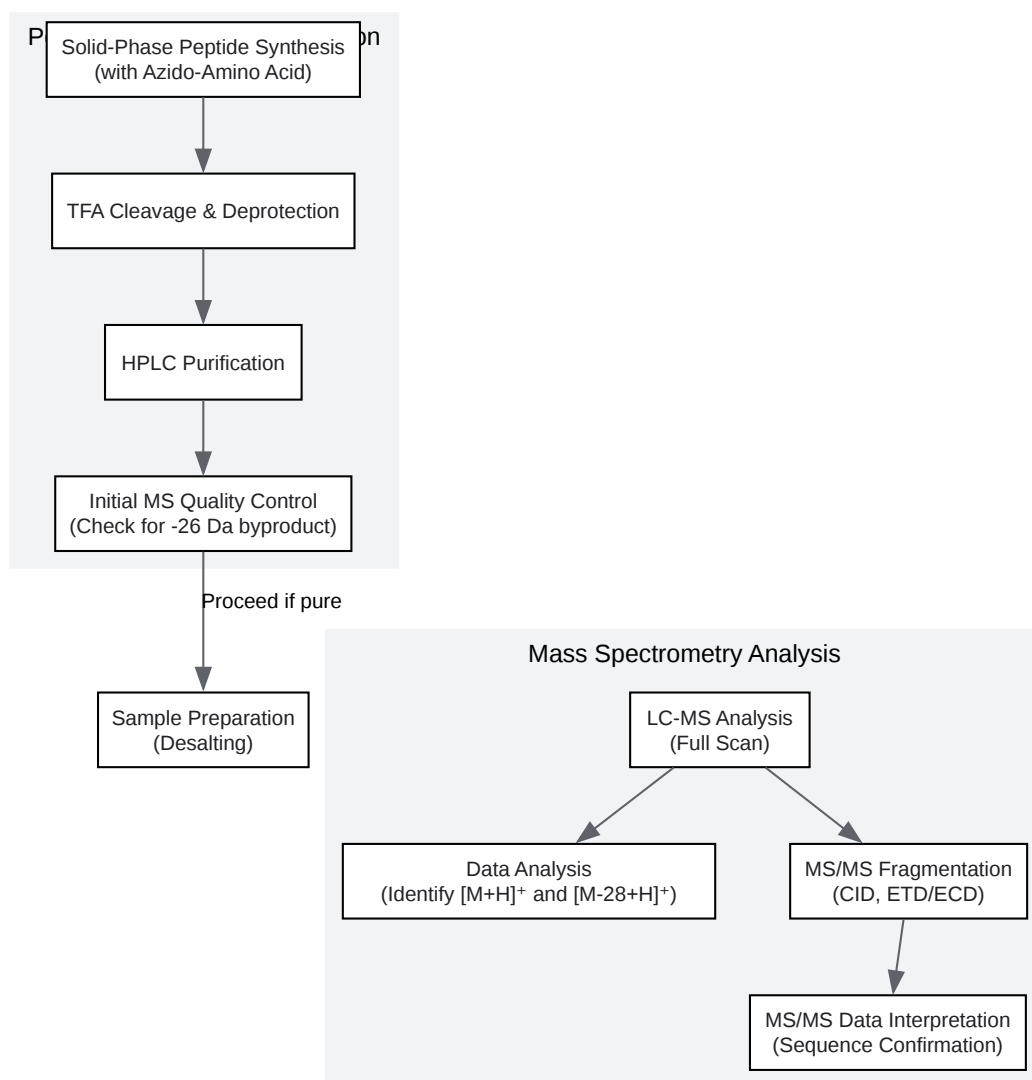 Solid-Phase Peptide Synthesis
(with Azido-Amino Acid)
TFA Cleavage & Deprotection
HPLC Purification
Initial MS Quality Control
(Check for -26 Da byproduct)
Proceed if pure
Sample Preparation
(Desalting)
Mass Spectrometry Analysis
LC-MS Analysis
(Full Scan)
Data Analysis
(Identify [M+H]⁺ and [M-28+H]⁺)
MS/MS Fragmentation
(CID, ETD/ECD)
MS/MS Data Interpretation
(Sequence Confirmation)